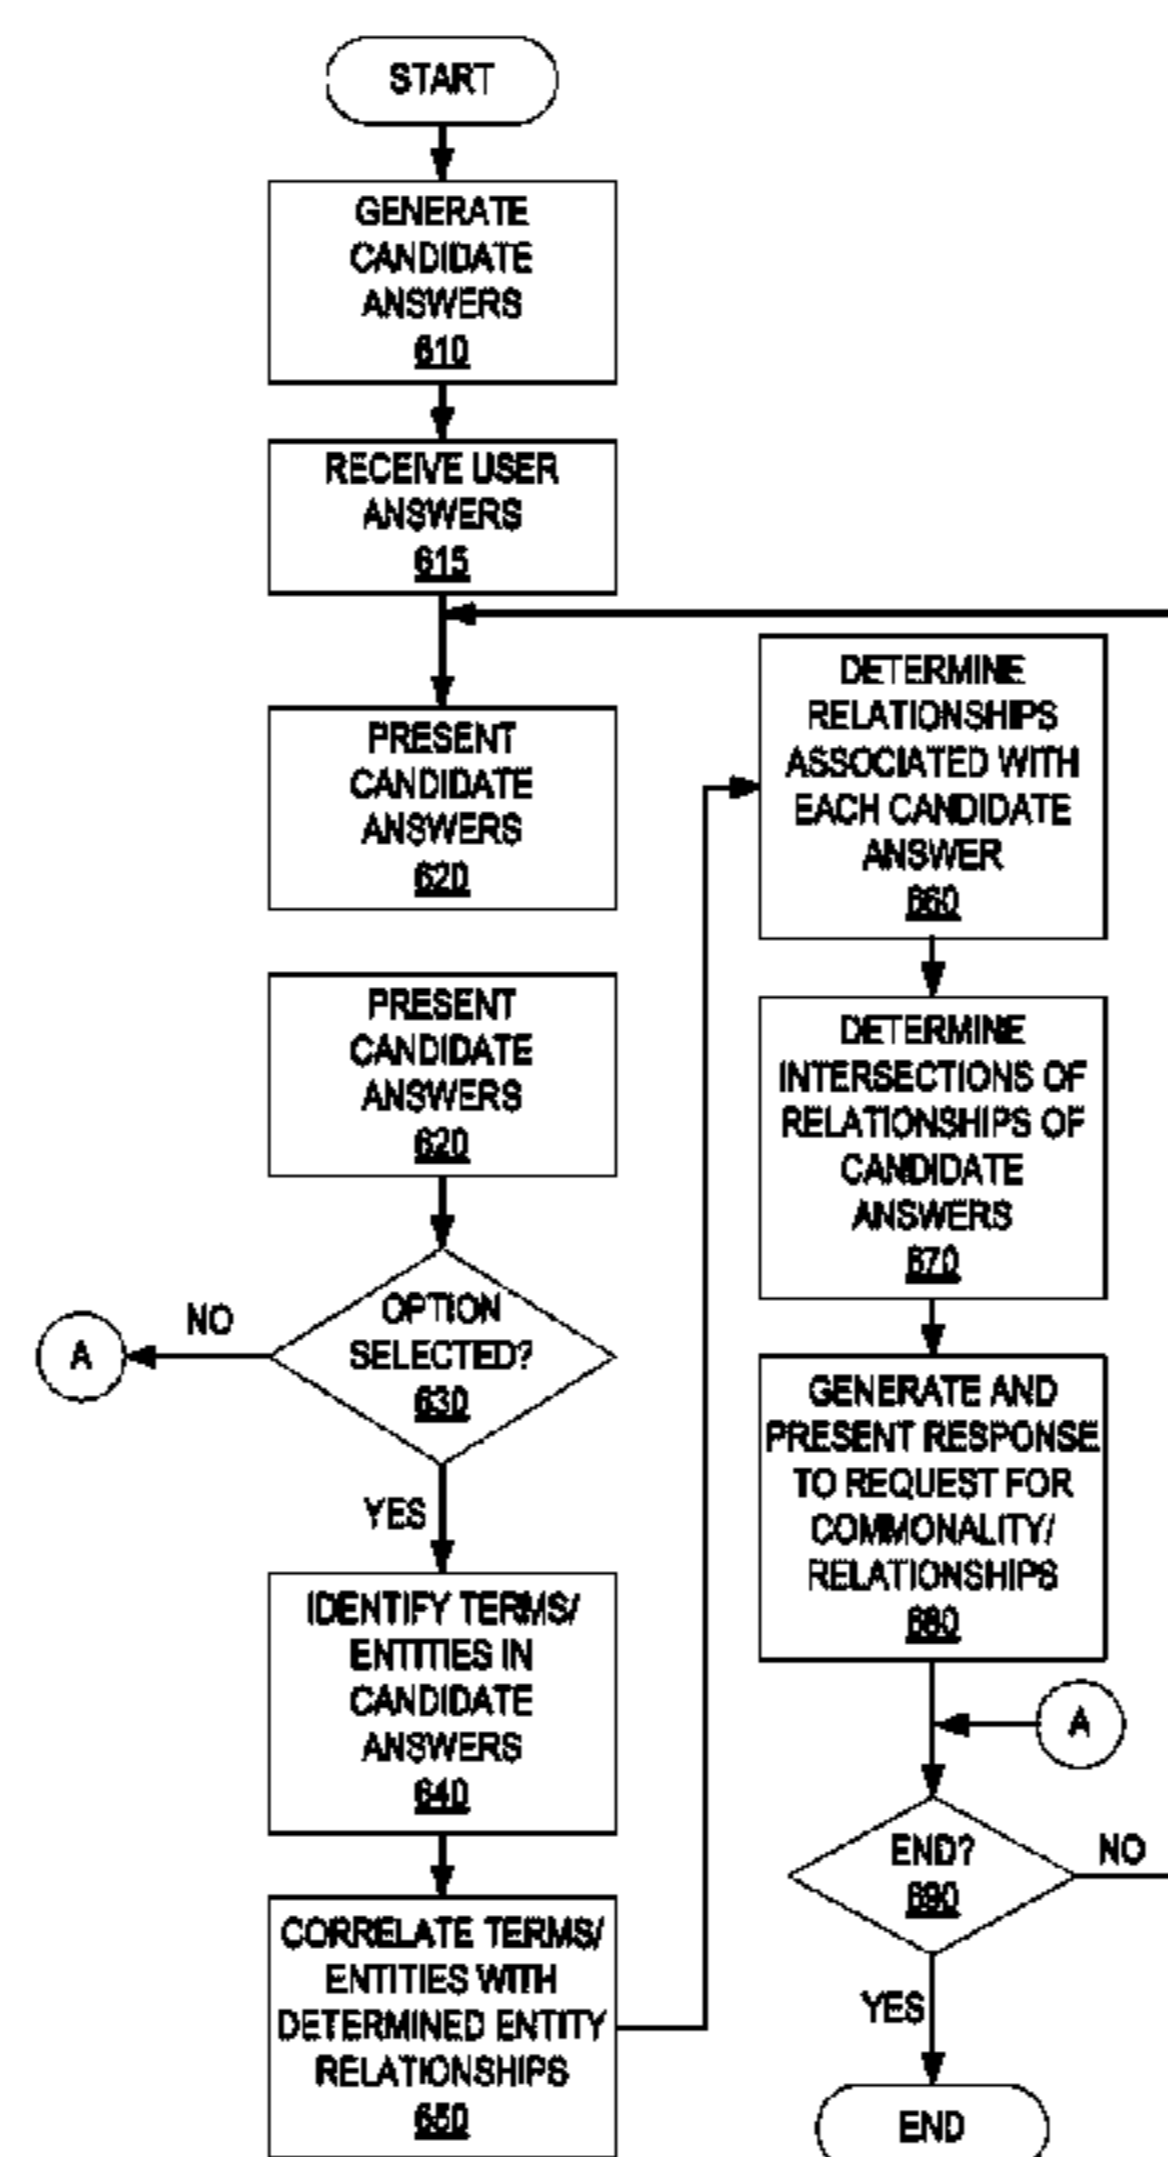 START
GENERATE
CANDIDATE
ANSWERS
610
RECEIVE USER
ANSWERS
615
PRESENT
CANDIDATE
ANSWERS
620
PRESENT
CANDIDATE
ANSWERS
620
OPTION
SELECTED?
630
NO
A
YES
IDENTIFY TERMS/
ENTITIES IN
CANDIDATE
ANSWERS
640
CORRELATE TERMS/
ENTITIES WITH
DETERMINED ENTITY
RELATIONSHIPS
650
DETERMINE
RELATIONSHIPS
ASSOCIATED WITH
EACH CANDIDATE
ANSWER
660
DETERMINE
INTERSECTIONS OF
RELATIONSHIPS OF
CANDIDATE
ANSWERS
670
GENERATE AND
PRESENT RESPONSE
TO REQUEST FOR
COMMONALITY/
RELATIONSHIPS
680
A
END?
690
NO
YES
END